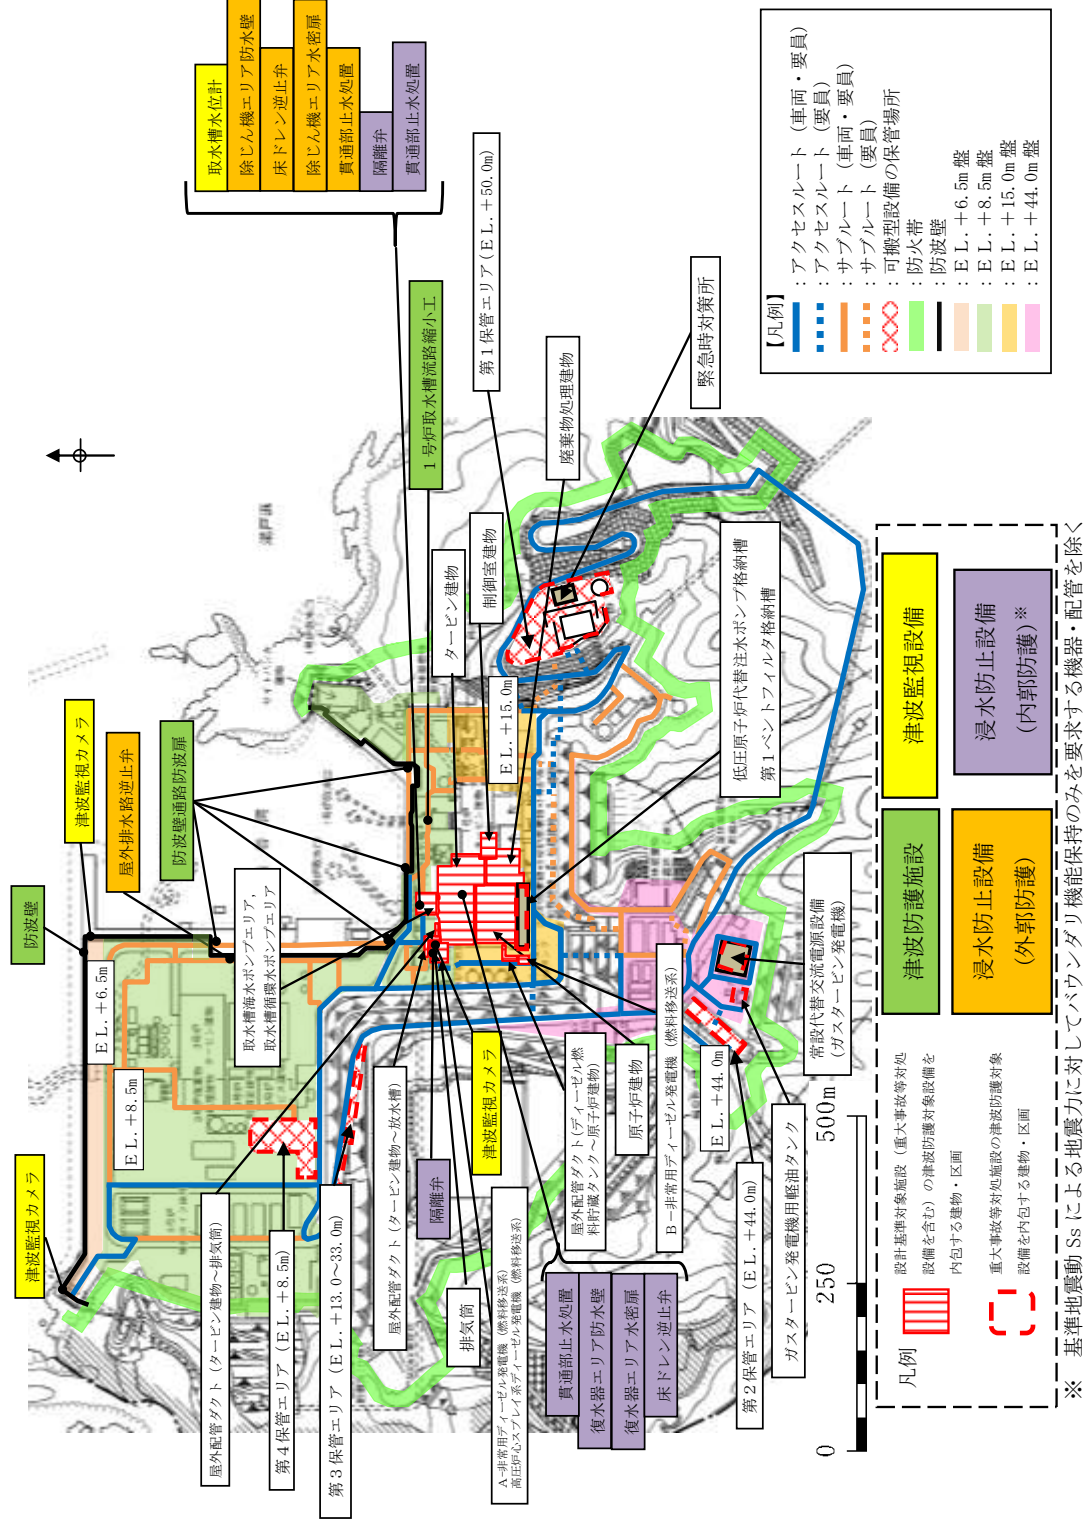 取水槽水位計
除じん機エリア防水壁
床ドレン逆止弁
除じん機エリア水密扉
貫通部止水処置
隔離弁
貫通部止水処置
津波監視カメラ
防波壁
津波監視カメラ
屋外排水路逆止弁
防波壁通路防波扉
1号炉取水槽流路縮小工
第1保管エリア(EL.+50.0m)
廃棄物処理建物
緊急時対策所
EL.+6.5m
EL.+8.5m
取水槽海水ポンプエリア,
取水槽循環水ポンプエリア
タービン建物
制御室建物
EL.+15.0m
低圧原子炉代替注水ポンプ格納槽
第1ベントフィルタ格納槽
屋外配管ダクト(タービン建物~排気筒)
第4保管エリア(EL.+8.5m)
第3保管エリア(EL.+13.0~33.0m)
屋外配管ダクト(タービン建物~放水槽)
隔離弁
津波監視カメラ
排気筒
A-非常用ディーゼル発電機(燃料移送系)
高圧炉心スプレイ系ディーゼル発電機(燃料移送系)
屋外配管ダクト(ディーゼル燃
料貯蔵タンク~原子炉建物)
原子炉建物
B-非常用ディーゼル発電機(燃料移送系)
EL.+44.0m
貫通部止水処置
復水器エリア防水壁
復水器エリア水密扉
床ドレン逆止弁
第2保管エリア(EL.+44.0m)
ガスタービン発電機用軽油タンク
常設代替交流電源設備
(ガスタービン発電機)
0 250 500m
【凡例】
:アクセスルート(車両・要員)
:アクセスルート(要員)
:サブルート(車両・要員)
:サブルート(要員)
:可搬型設備の保管場所
:防火帯
:防波壁
:EL.+6.5m盤
:EL.+8.5m盤
:EL.+15.0m盤
:EL.+44.0m盤
凡例
設計基準対象施設(重大事故等対処
設備を含む)の津波防護対象設備を
内包する建物・区画
重大事故等対処施設の津波防護対象
設備を内包する建物・区画
津波防護施設
津波監視設備
浸水防止設備
(外郭防護)
浸水防止設備
(内郭防護)※
※ 基準地震動Ssによる地震力に対してバウンダリ機能保持のみを要求する機器・配管を除く